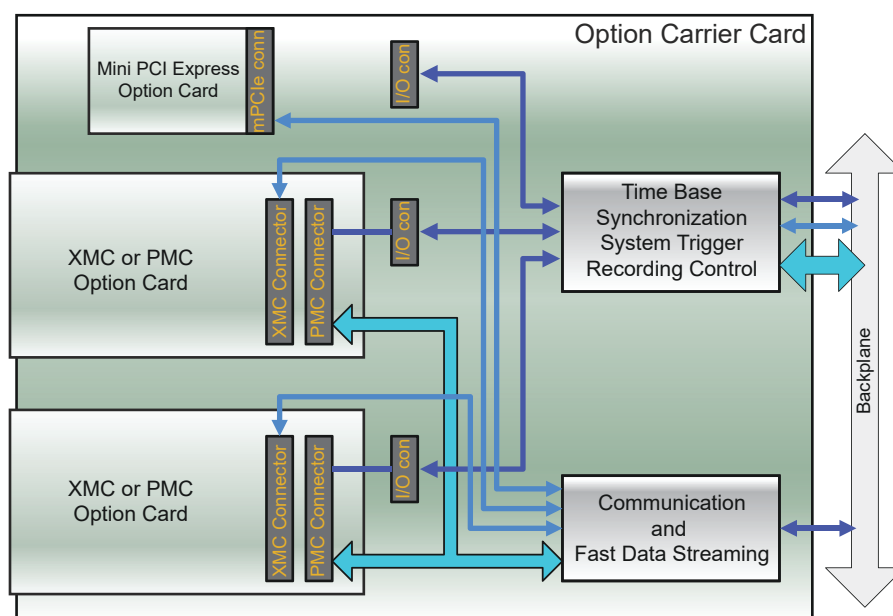 Option Carrier Card
Mini PCI Express
Option Card
mPCIe conn
I/O con
XMC or PMC
Option Card
XMC Connector
PMC Connector
I/O con
Time Base
Synchronization
System Trigger
Recording Control
Backplane
XMC or PMC
Option Card
XMC Connector
PMC Connector
I/O con
Communication
and
Fast Data Streaming